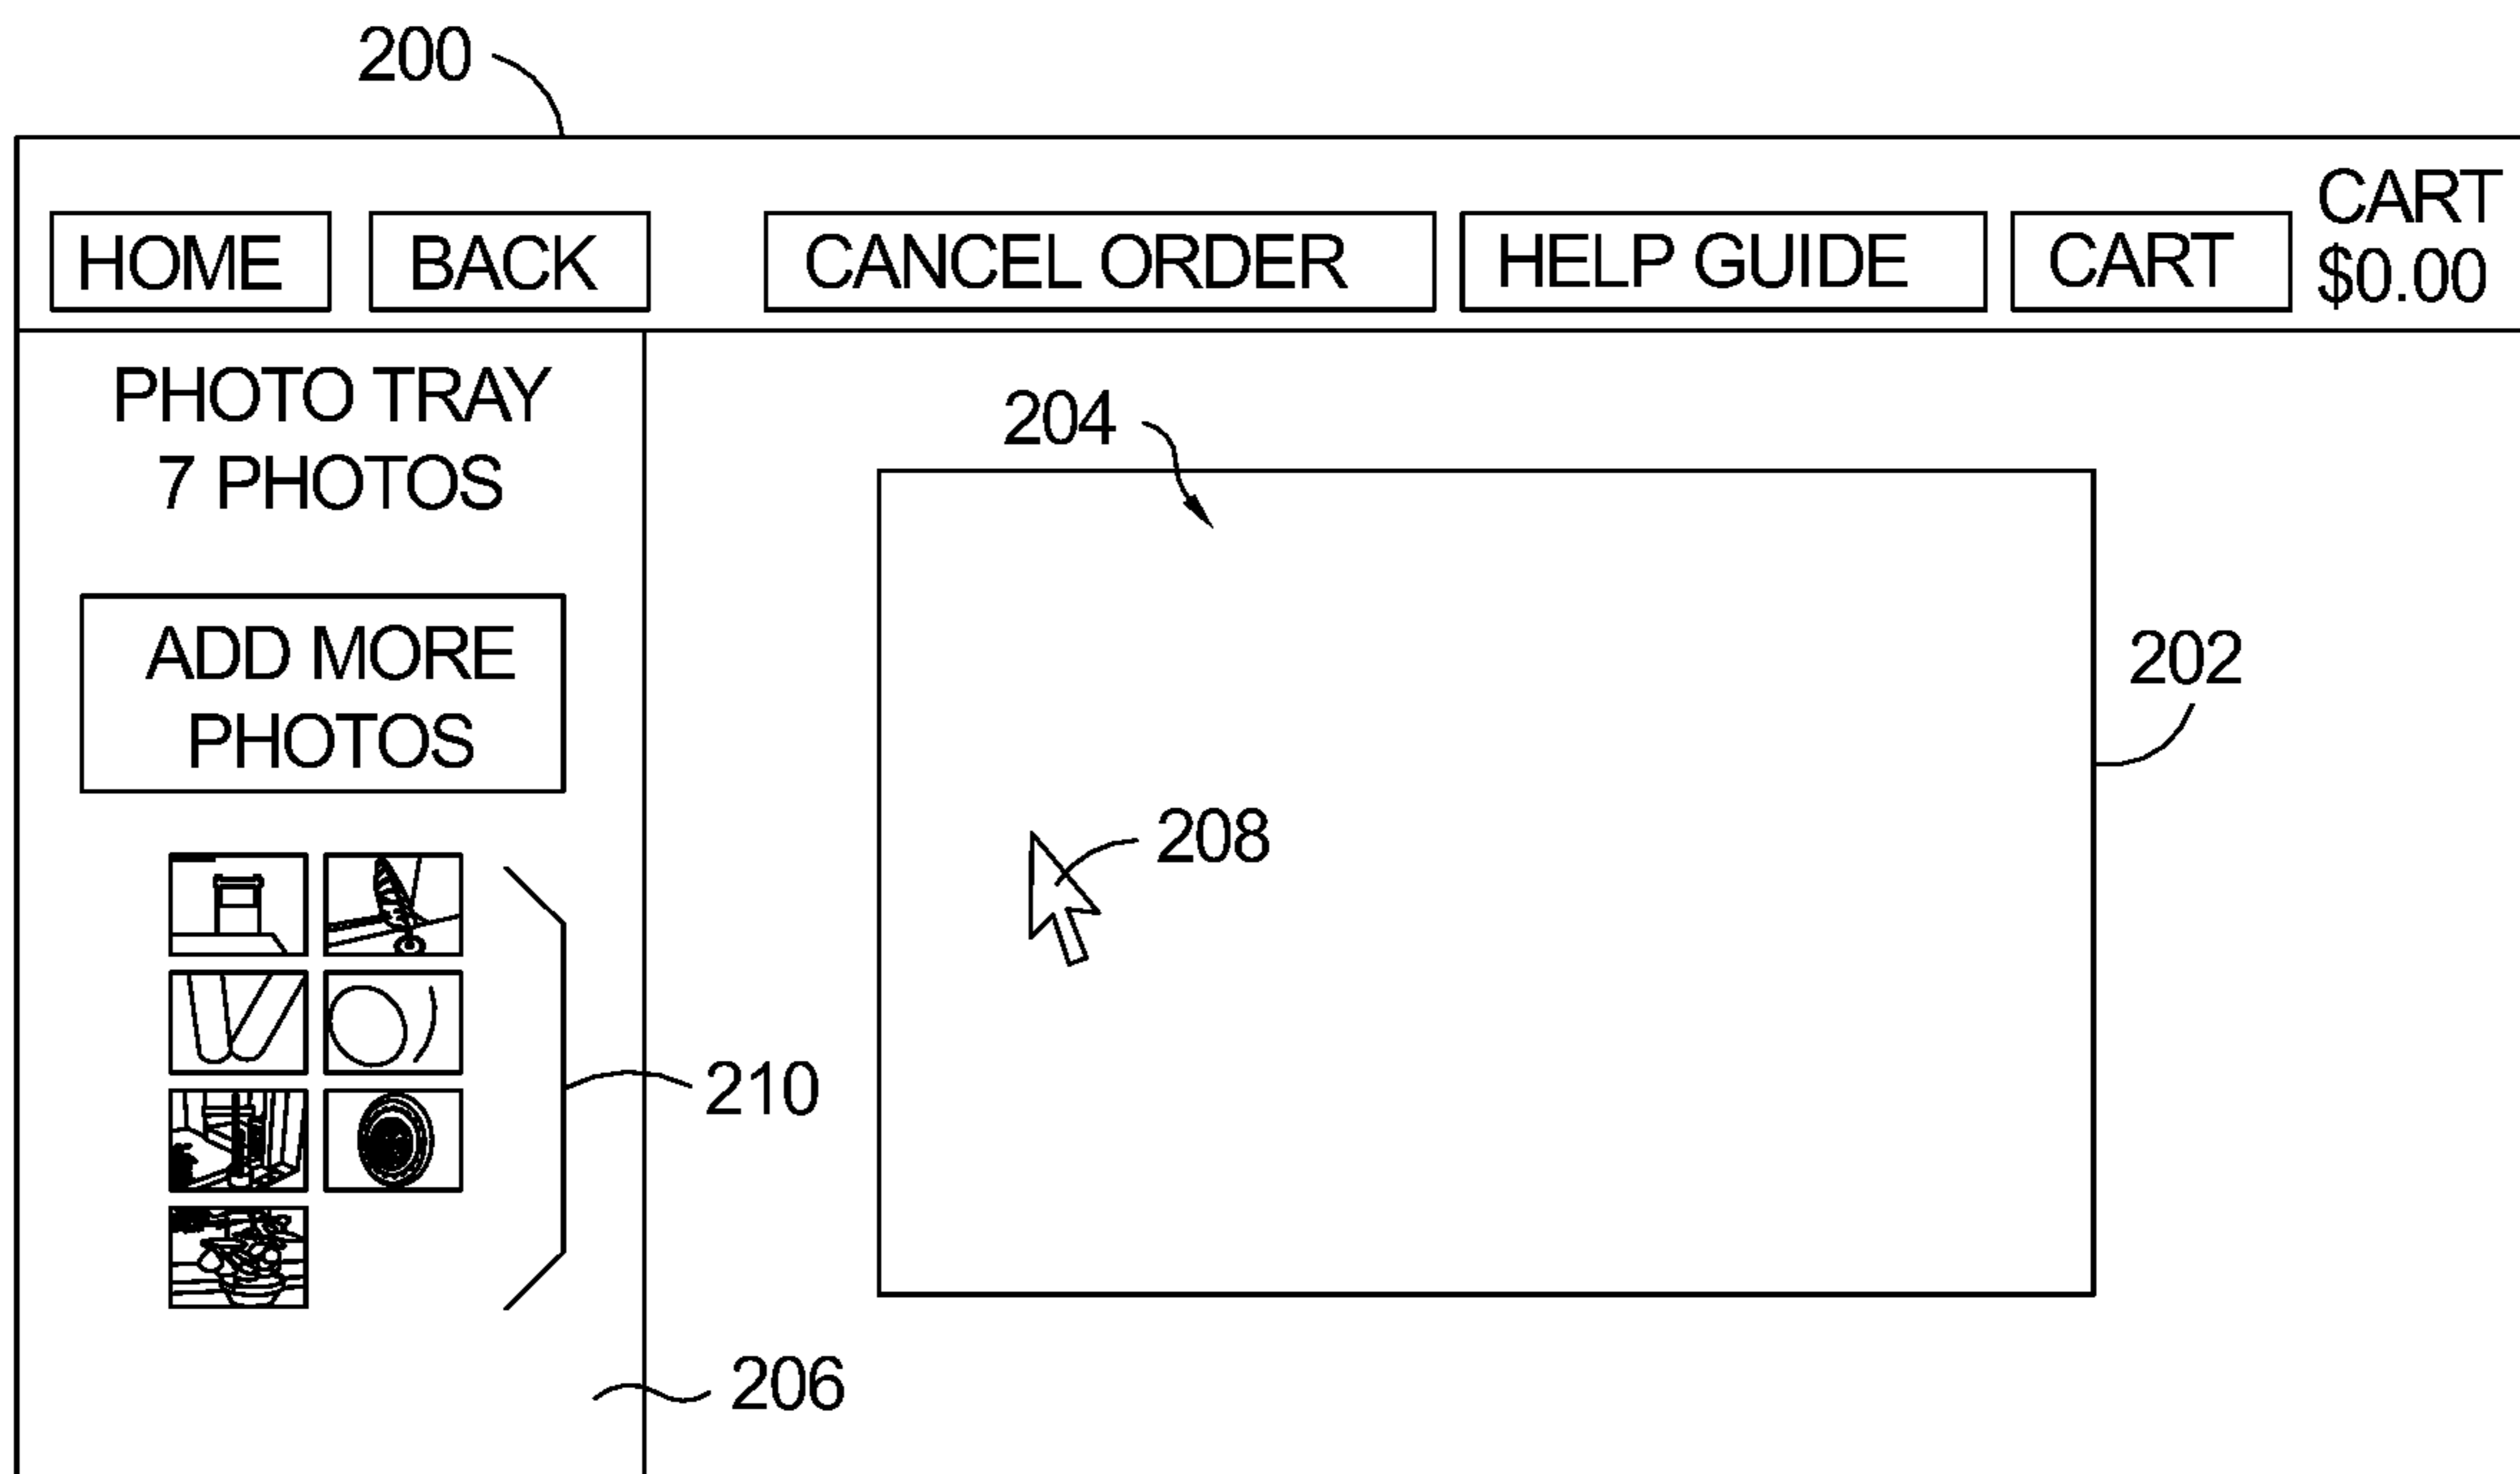 200
HOME BACK CANCEL ORDER HELP GUIDE CART
CART
$0.00
PHOTO TRAY
7 PHOTOS
ADD MORE
PHOTOS
204
202
208
210
206